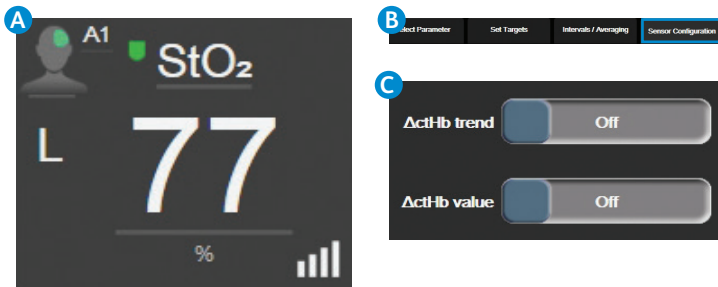 A
A1
StO₂
L
77
%
B
elect Parameter
Set Targets
Intervals / Averaging
Sensor Configuration
C
ΔctHb trend
Off
ΔctHb value
Off